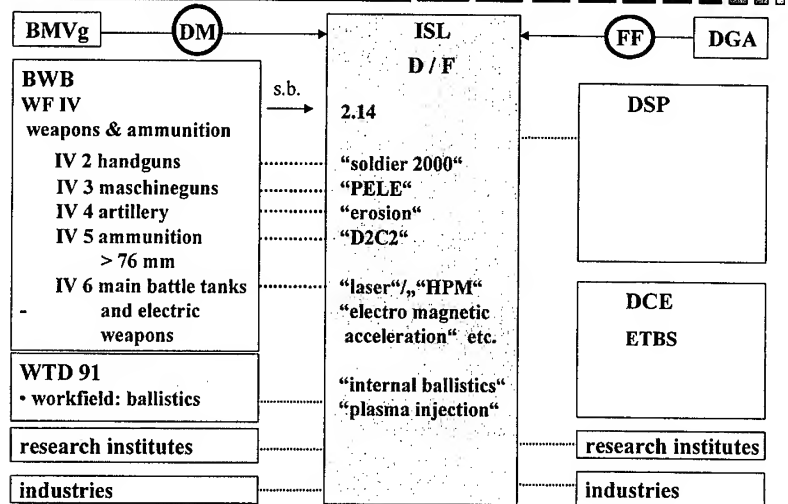 BMVg
DM
ISL
D / F
FF
DGA
BWB
WF IV
weapons & ammunition
IV 2 handguns
IV 3 maschineguns
IV 4 artillery
IV 5 ammunition
> 76 mm
IV 6 main battle tanks
- and electric
weapons
s.b.
2.14
“soldier 2000“
“PELE“
“erosion“
“D2C2“
“laser“/„“HPM“
“electro magnetic
acceleration“ etc.
“internal ballistics“
“plasma injection“
DSP
DCE
ETBS
WTD 91
• workfield: ballistics
research institutes
industries
research institutes
industries